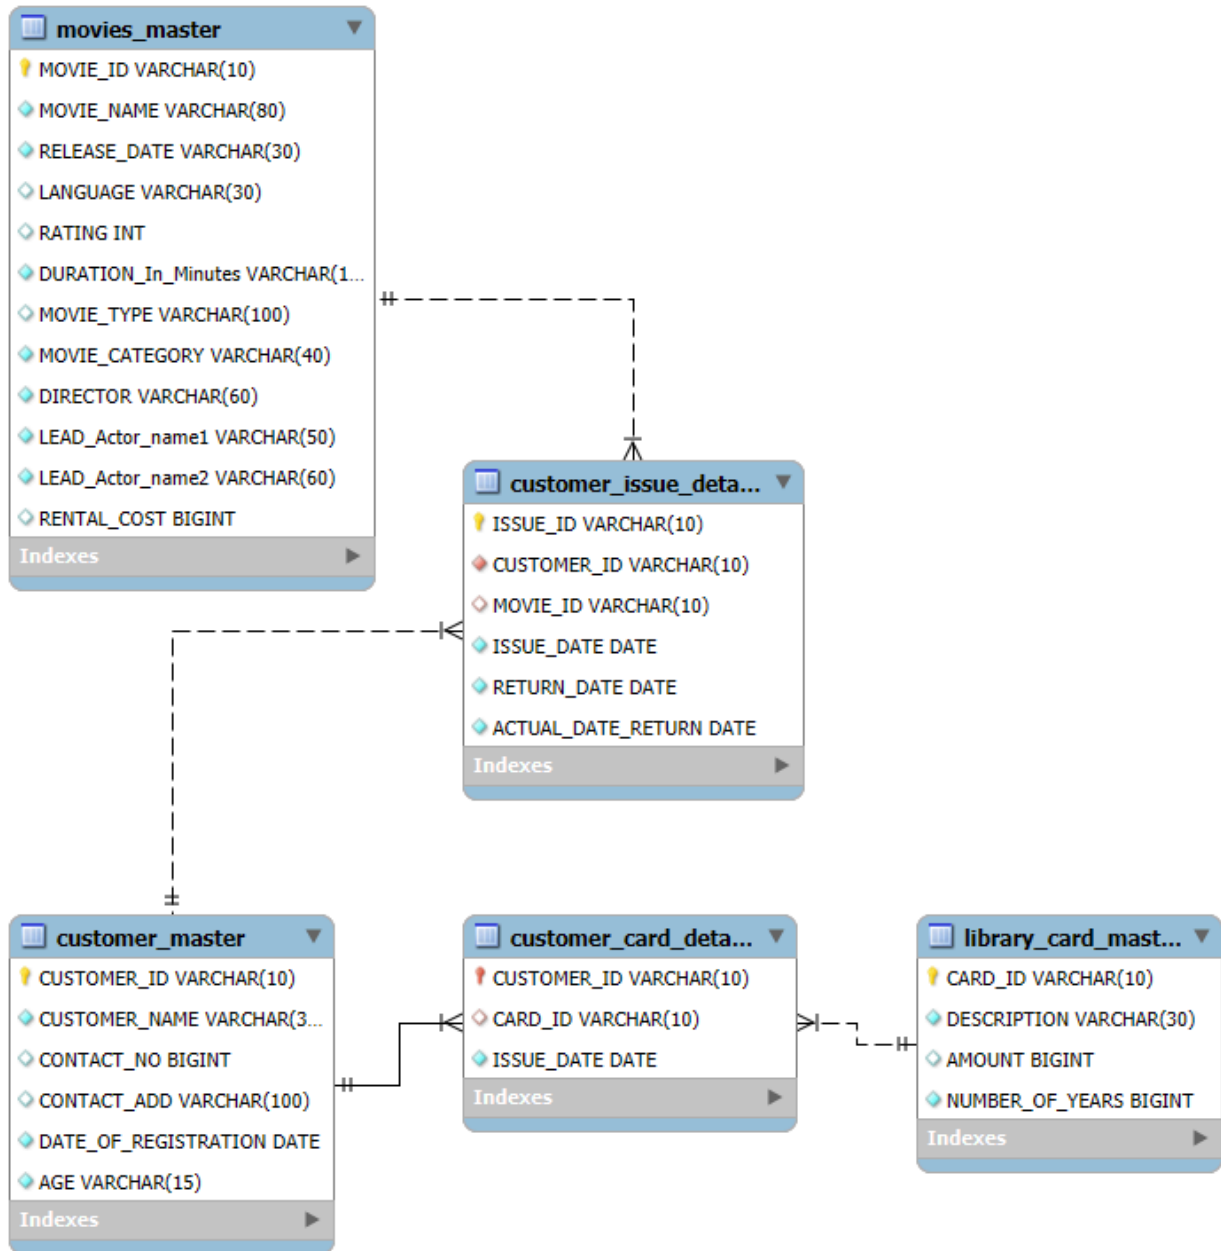 movies_master
MOVIE_ID VARCHAR(10)
MOVIE_NAME VARCHAR(80)
RELEASE_DATE VARCHAR(30)
LANGUAGE VARCHAR(30)
RATING INT
DURATION_In_Minutes VARCHAR(1...
MOVIE_TYPE VARCHAR(100)
MOVIE_CATEGORY VARCHAR(40)
DIRECTOR VARCHAR(60)
LEAD_Actor_name1 VARCHAR(50)
LEAD_Actor_name2 VARCHAR(60)
RENTAL_COST BIGINT
Indexes
customer_issue_deta...
ISSUE_ID VARCHAR(10)
CUSTOMER_ID VARCHAR(10)
MOVIE_ID VARCHAR(10)
ISSUE_DATE DATE
RETURN_DATE DATE
ACTUAL_DATE_RETURN DATE
Indexes
customer_master
CUSTOMER_ID VARCHAR(10)
CUSTOMER_NAME VARCHAR(3...
CONTACT_NO BIGINT
CONTACT_ADD VARCHAR(100)
DATE_OF_REGISTRATION DATE
AGE VARCHAR(15)
Indexes
customer_card_deta...
CUSTOMER_ID VARCHAR(10)
CARD_ID VARCHAR(10)
ISSUE_DATE DATE
Indexes
library_card_mast...
CARD_ID VARCHAR(10)
DESCRIPTION VARCHAR(30)
AMOUNT BIGINT
NUMBER_OF_YEARS BIGINT
Indexes